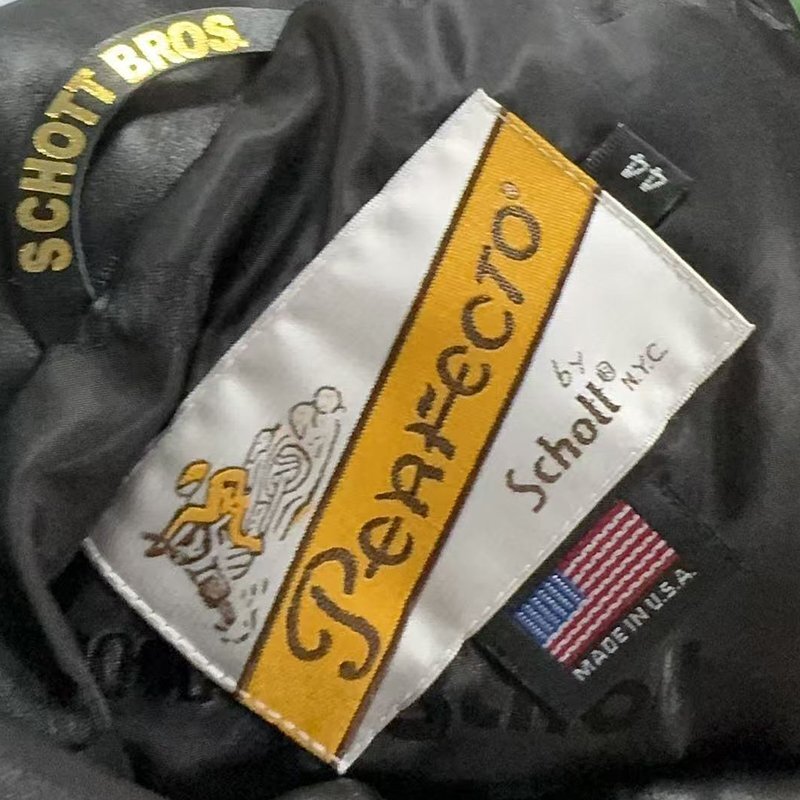 SCHOTT BROS.
44
PERFECTO®
by
Schott® N.Y.C.
MADE IN U.S.A.